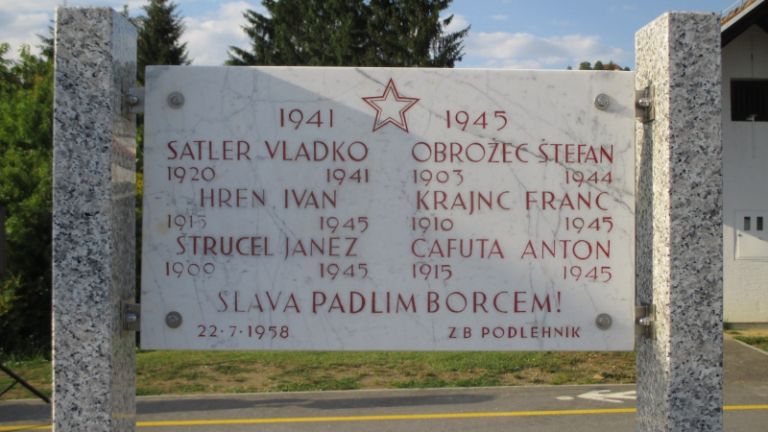 1941 1945
SATLER VLADKO OBROŽEC ŠTEFAN
1920 1941 1903 1944
HREN IVAN KRAJNC FRANC
1915 1945 1910 1945
STRUCEL JANEZ CAFUTA ANTON
1909 1945 1915 1945
SLAVA PADLIM BORCEM!
22·7·1958 ZB PODLEHNIK